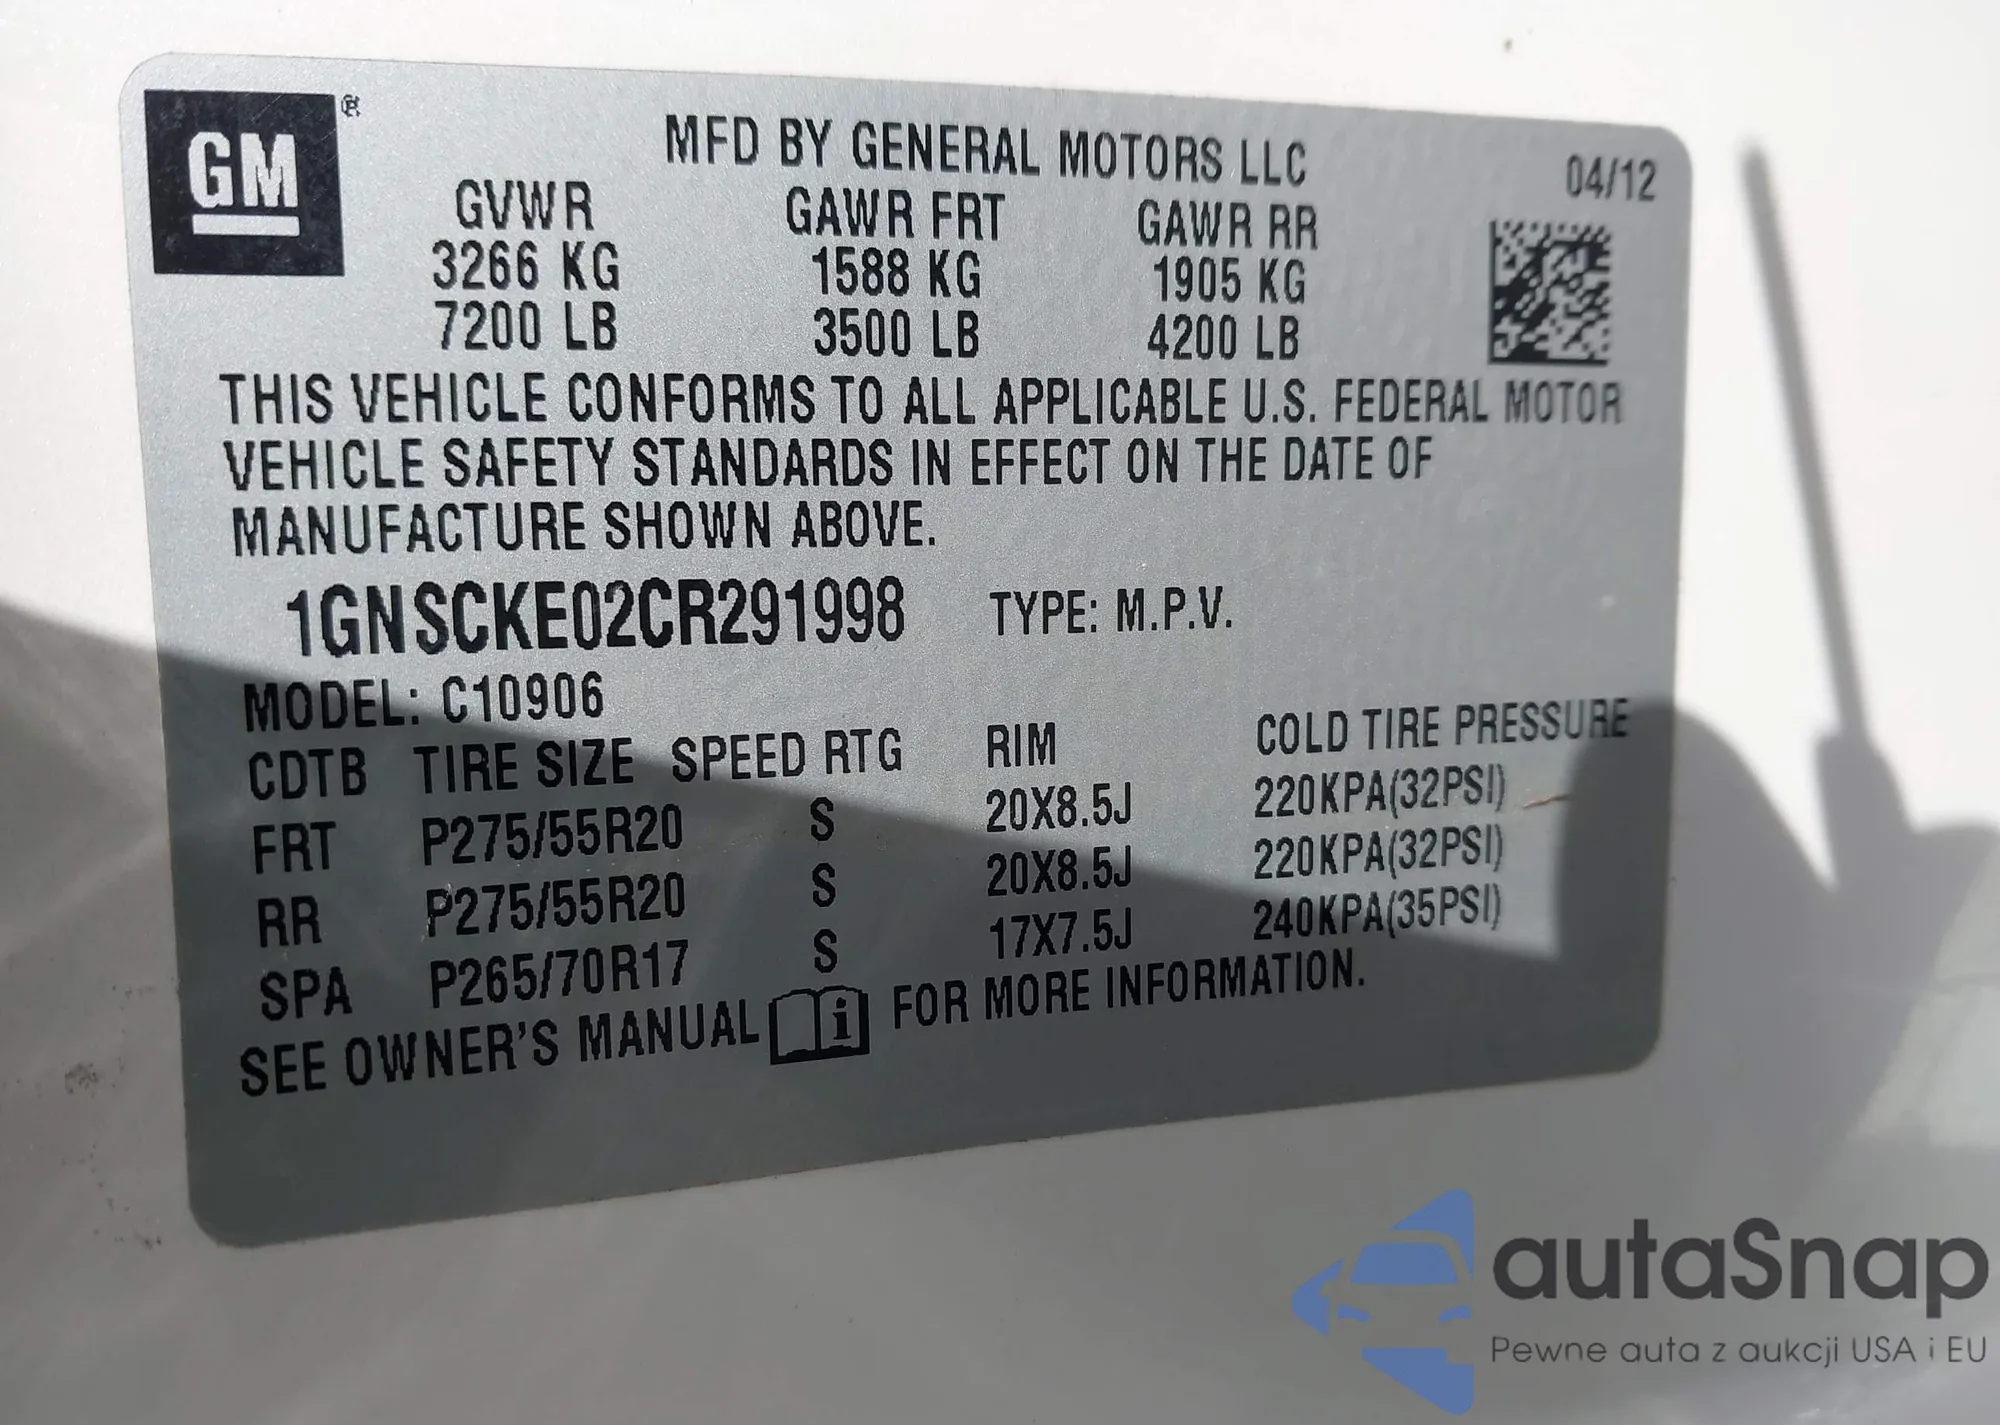 GM®
MFD BY GENERAL MOTORS LLC
04/12
GVWR GAWR FRT GAWR RR
3266 KG 1588 KG 1905 KG
7200 LB 3500 LB 4200 LB
THIS VEHICLE CONFORMS TO ALL APPLICABLE U.S. FEDERAL MOTOR
VEHICLE SAFETY STANDARDS IN EFFECT ON THE DATE OF
MANUFACTURE SHOWN ABOVE.
1GNSCKE02CR291998 TYPE: M.P.V.
MODEL: C10906
CDTB TIRE SIZE SPEED RTG RIM COLD TIRE PRESSURE
FRT P275/55R20 S 20X8.5J 220KPA(32PSI)
RR P275/55R20 S 20X8.5J 220KPA(32PSI)
SPA P265/70R17 S 17X7.5J 240KPA(35PSI)
SEE OWNER'S MANUAL i FOR MORE INFORMATION.
autaSnap
Pewne auta z aukcji USA i EU